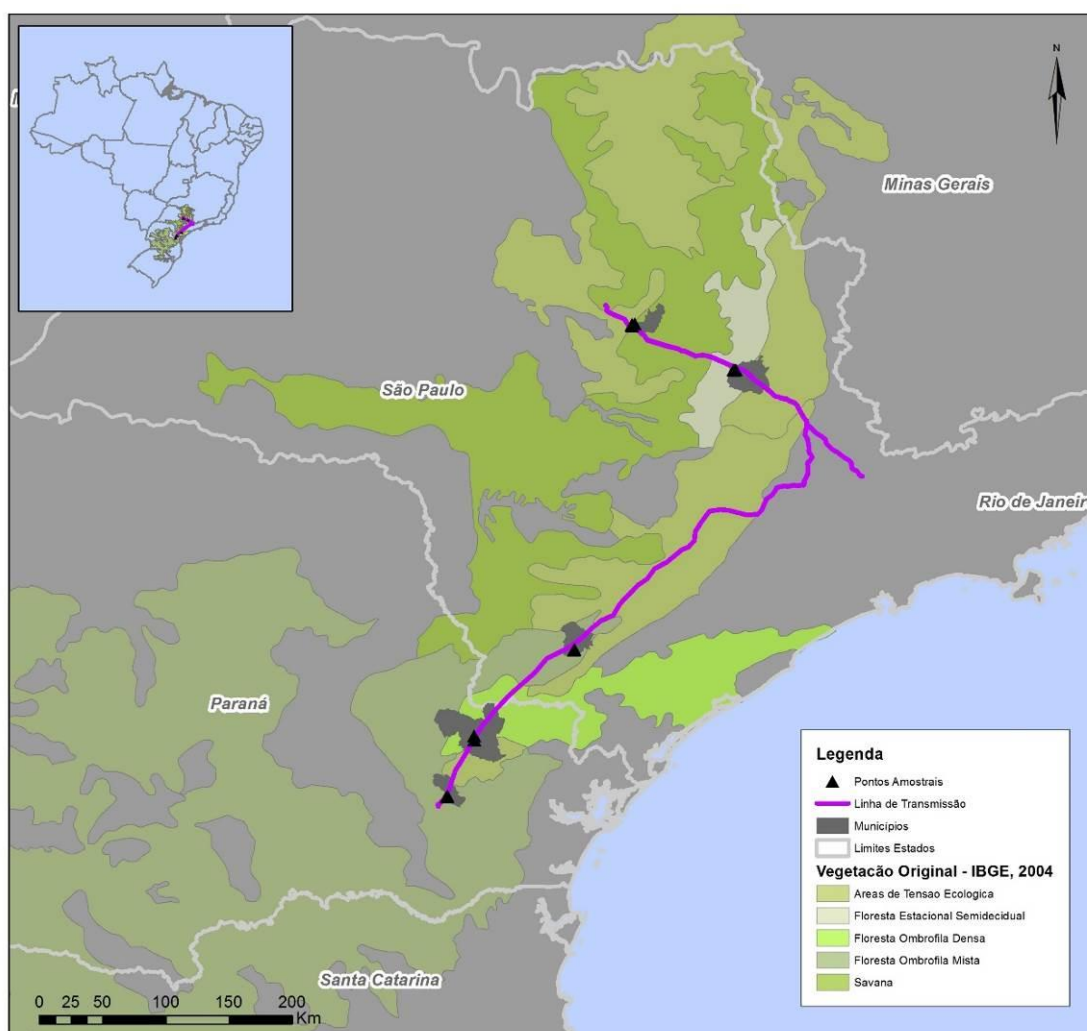 N
Minas Gerais
São Paulo
Rio de Janeir
Paraná
Santa Catarina
0 25 50 100 150 200
Km
Legenda
Pontos Amostrais
Linha de Transmissão
Municípios
Limites Estados
Vegetacão Original - IBGE, 2004
Areas de Tensao Ecologica
Floresta Estacional Semidecidual
Floresta Ombrofila Densa
Floresta Ombrofila Mista
Savana